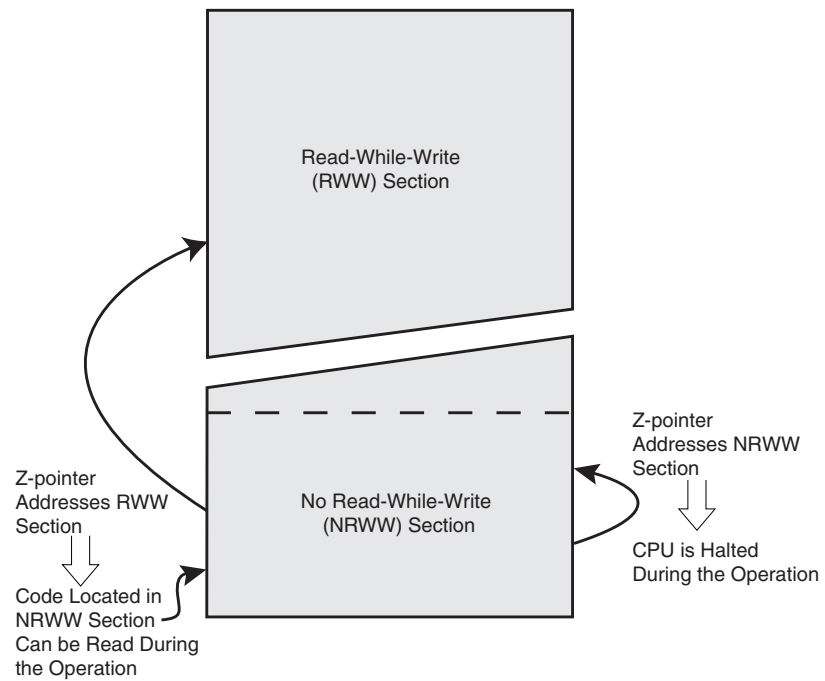 Read-While-Write
(RWW) Section
Z-pointer
Addresses RWW
Section
Code Located in
NRWW Section
Can be Read During
the Operation
No Read-While-Write
(NRWW) Section
Z-pointer
Addresses NRWW
Section
CPU is Halted
During the Operation